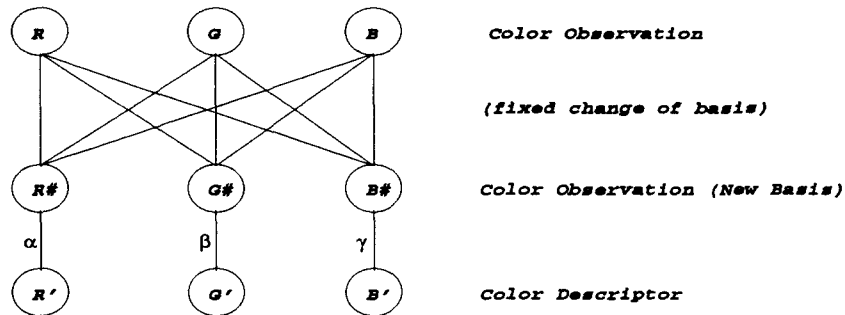 R G B Color Observation
(fixed change of basis)
R# G# B# Color Observation (New Basis)
α β γ
R' G' B' Color Descriptor